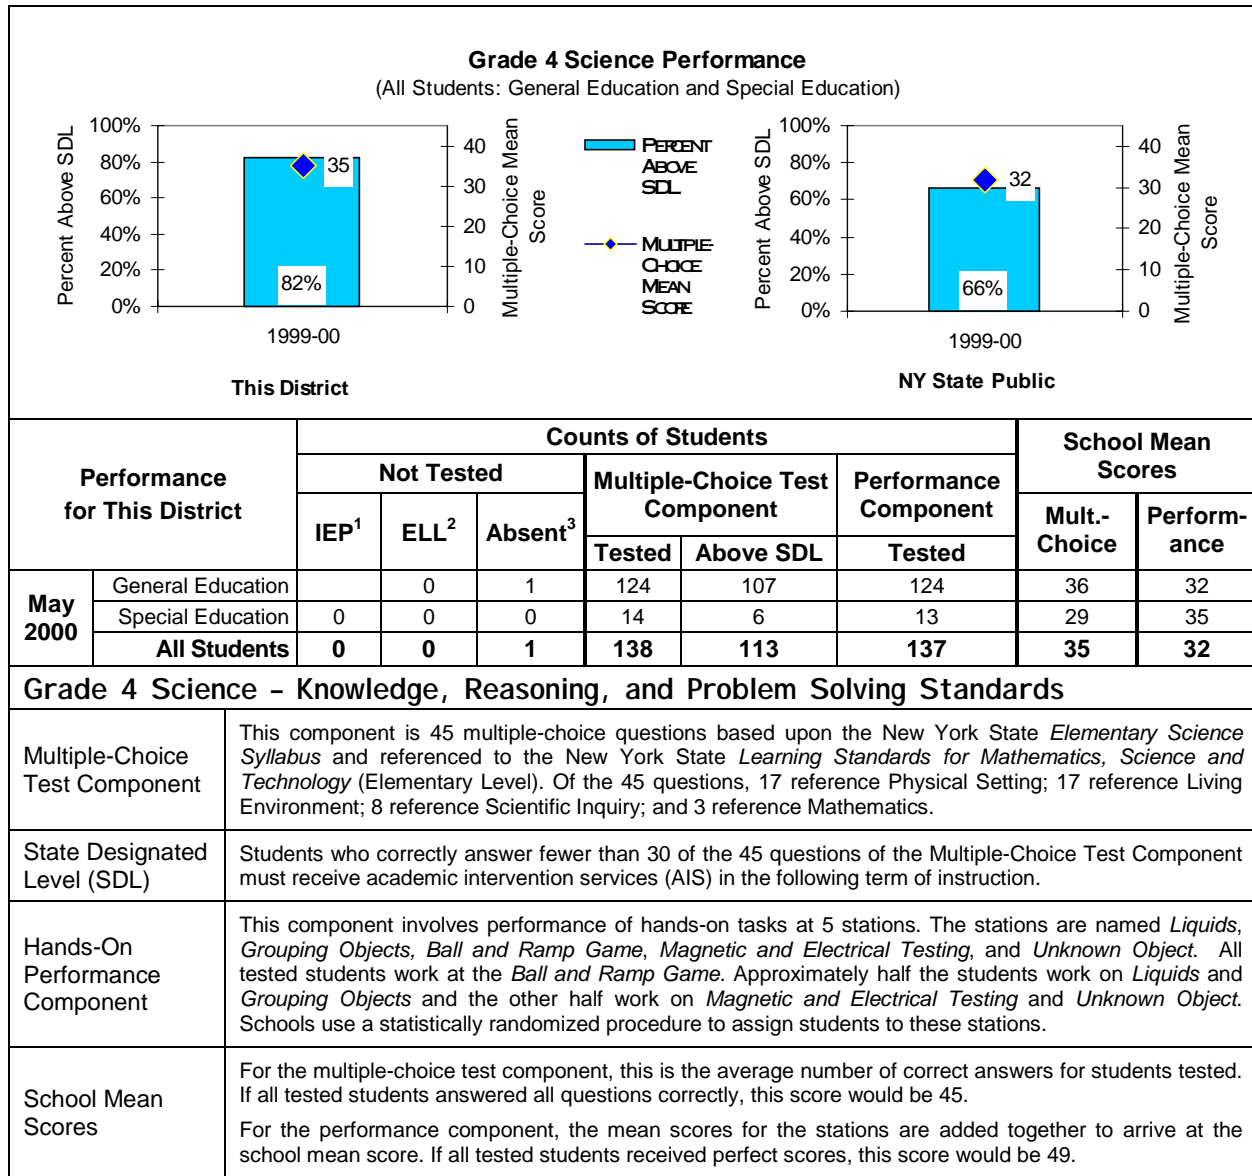 Grade 4 Science Performance
(All Students: General Education and Special Education)
Percent Above SDL
100%
80%
60%
40%
20%
0%
35
82%
40
30
20
10
0
Multiple-Choice Mean
Score
1999-00
This District
PERCENT
ABOVE
SDL
MULTIPLE-
CHOICE
MEAN
SCORE
Percent Above SDL
100%
80%
60%
40%
20%
0%
32
66%
40
30
20
10
0
Multiple-Choice Mean
Score
1999-00
NY State Public
Performance
for This District
Counts of Students
School Mean
Scores
Not Tested
Multiple-Choice Test
Component
Performance
Component
IEP1 ELL2 Absent3
Mult.-
Choice
Perform-
ance
Tested Above SDL Tested
May
2000
General Education 0 1 124 107 124 36 32
Special Education 0 0 0 14 6 13 29 35
All Students 0 0 1 138 113 137 35 32
Grade 4 Science – Knowledge, Reasoning, and Problem Solving Standards
Multiple-Choice
Test Component
This component is 45 multiple-choice questions based upon the New York State Elementary Science
Syllabus and referenced to the New York State Learning Standards for Mathematics, Science and
Technology (Elementary Level). Of the 45 questions, 17 reference Physical Setting; 17 reference Living
Environment; 8 reference Scientific Inquiry; and 3 reference Mathematics.
State Designated
Level (SDL)
Students who correctly answer fewer than 30 of the 45 questions of the Multiple-Choice Test Component
must receive academic intervention services (AIS) in the following term of instruction.
Hands-On
Performance
Component
This component involves performance of hands-on tasks at 5 stations. The stations are named Liquids,
Grouping Objects, Ball and Ramp Game, Magnetic and Electrical Testing, and Unknown Object. All
tested students work at the Ball and Ramp Game. Approximately half the students work on Liquids and
Grouping Objects and the other half work on Magnetic and Electrical Testing and Unknown Object.
Schools use a statistically randomized procedure to assign students to these stations.
School Mean
Scores
For the multiple-choice test component, this is the average number of correct answers for students tested.
If all tested students answered all questions correctly, this score would be 45.
For the performance component, the mean scores for the stations are added together to arrive at the
school mean score. If all tested students received perfect scores, this score would be 49.